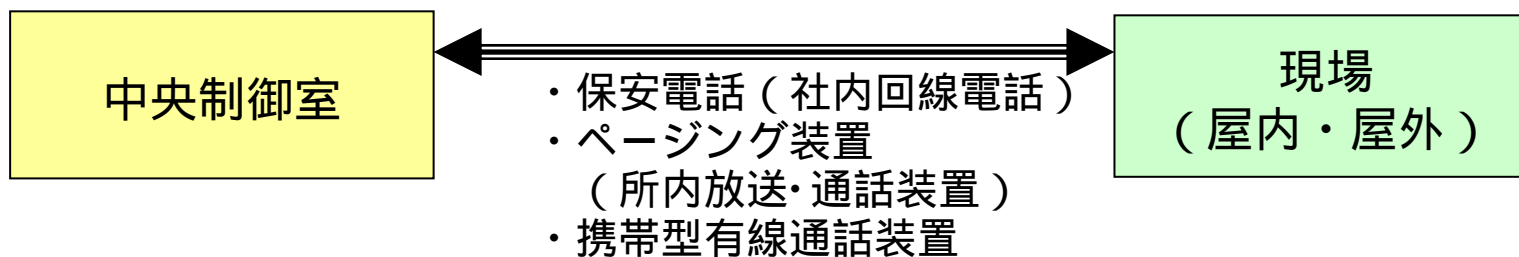 中央制御室
・保安電話（社内回線電話）
・ページング装置
（所内放送・通話装置）
・携帯型有線通話装置
現場
（屋内・屋外）